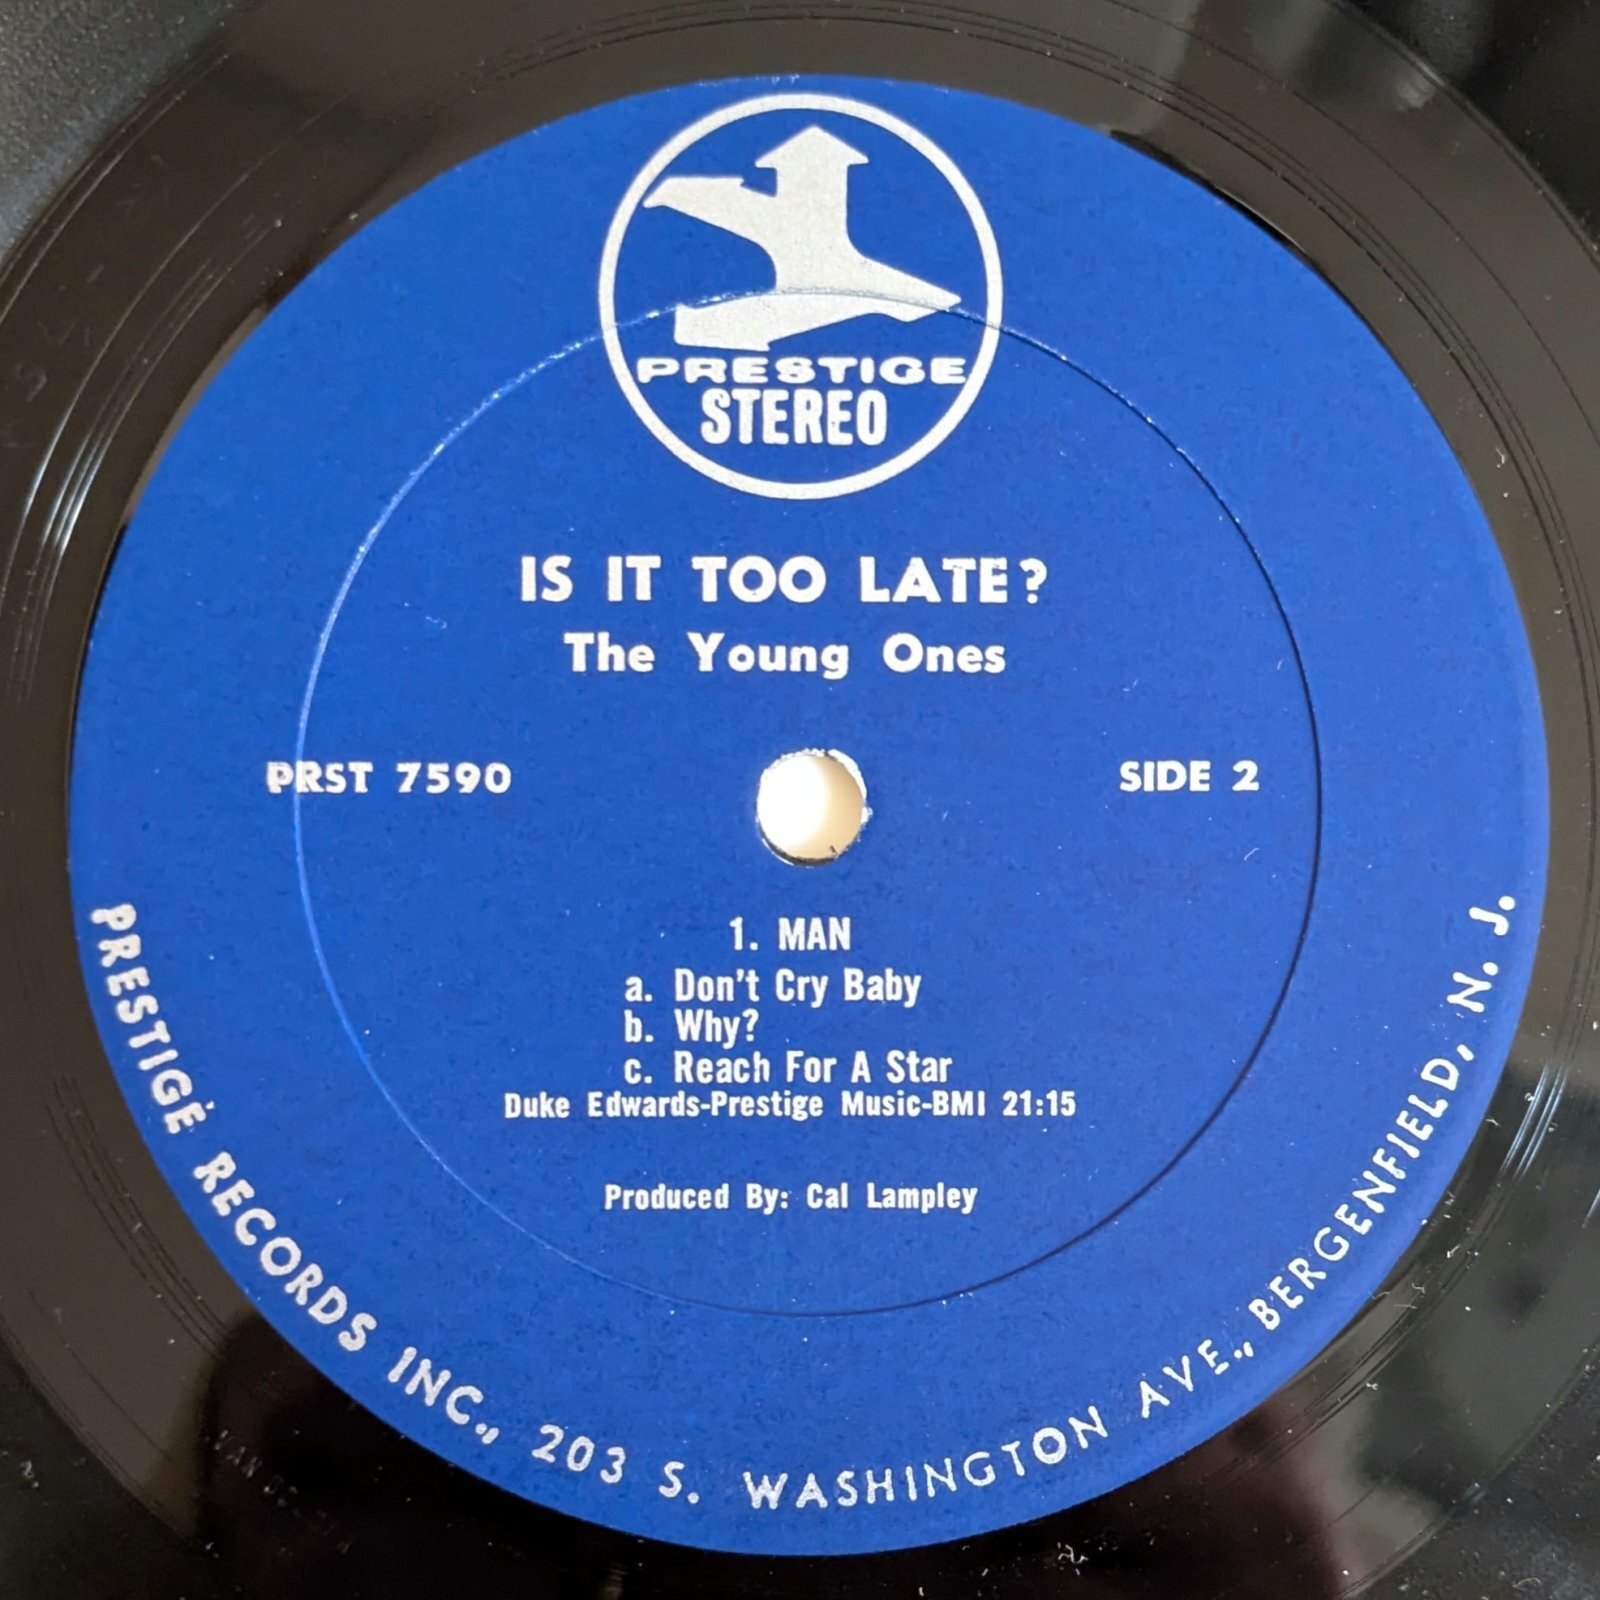 PRESTIGE
STEREO
IS IT TOO LATE?
The Young Ones
PRST 7590
SIDE 2
1. MAN
a. Don't Cry Baby
b. Why?
c. Reach For A Star
Duke Edwards-Prestige Music-BMI 21:15
Produced By: Cal Lampley
PRESTIGE RECORDS INC., 203 S. WASHINGTON AVE., BERGENFIELD, N. J.